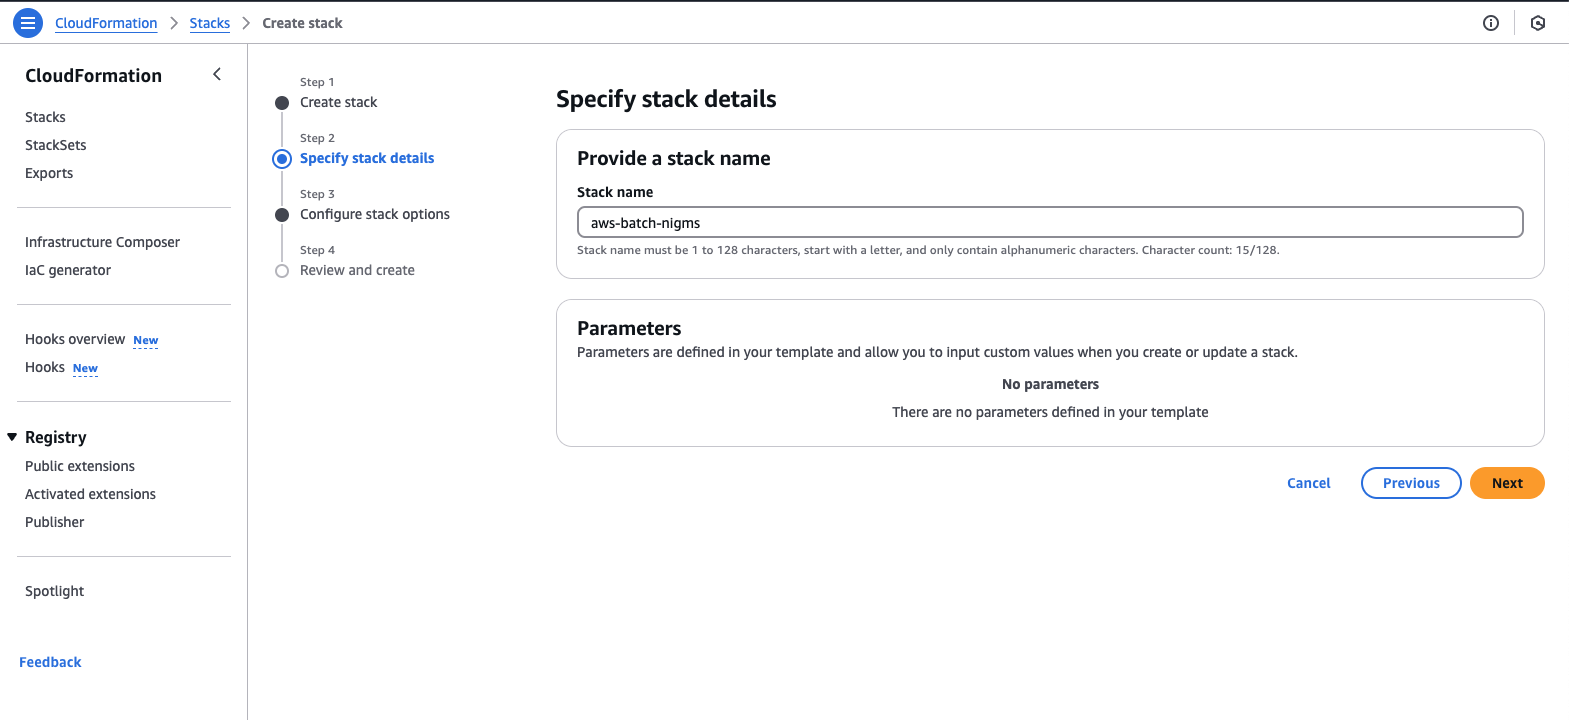 CloudFormation > Stacks > Create stack
CloudFormation
Stacks
StackSets
Exports
Infrastructure Composer
IaC generator
Hooks overview New
Hooks New
Registry
Public extensions
Activated extensions
Publisher
Spotlight
Feedback
Step 1
Create stack
Step 2
Specify stack details
Step 3
Configure stack options
Step 4
Review and create
Specify stack details
Provide a stack name
Stack name
aws-batch-nigms
Stack name must be 1 to 128 characters, start with a letter, and only contain alphanumeric characters. Character count: 15/128.
Parameters
Parameters are defined in your template and allow you to input custom values when you create or update a stack.
No parameters
There are no parameters defined in your template
Cancel Previous Next